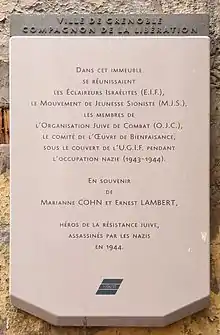 VILLE DE GRENOBLE
COMPAGNON DE LA LIBÉRATION
DANS CET IMMEUBLE
SE RÉUNISSAIENT
LES ÉCLAIREURS ISRAÉLITES (E.I.F.),
LE MOUVEMENT DE JEUNESSE SIONISTE (M.J.S.),
LES MEMBRES DE
L'ORGANISATION JUIVE DE COMBAT (O.J.C.),
LE COMITÉ DE L'ŒUVRE DE BIENFAISANCE,
SOUS LE COUVERT DE L'U.G.I.F. PENDANT
L'OCCUPATION NAZIE (1943-1944).
EN SOUVENIR
DE
MARIANNE COHN ET ERNEST LAMBERT,
HÉROS DE LA RÉSISTANCE JUIVE,
ASSASSINÉS PAR LES NAZIS
EN 1944.